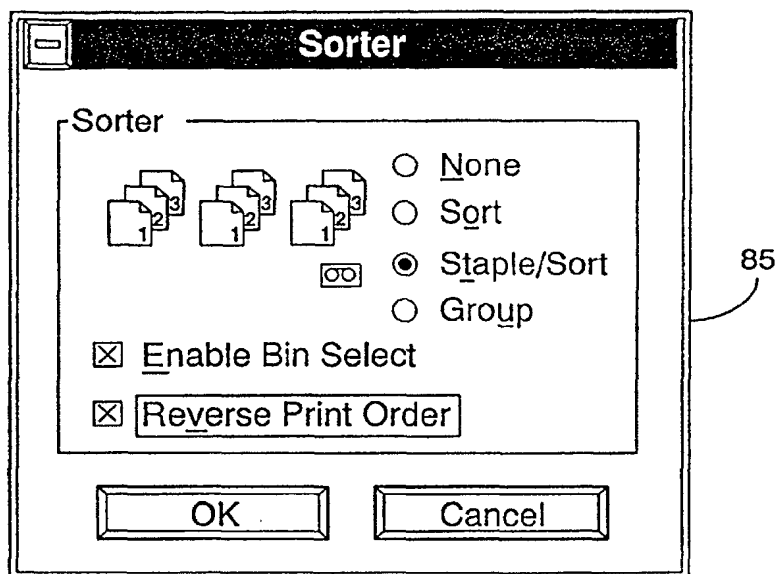 Sorter
Sorter
3 3 3
2 2 2
1 1 1
None
Sort
Staple/Sort
Group
Enable Bin Select
Reverse Print Order
OK Cancel
85